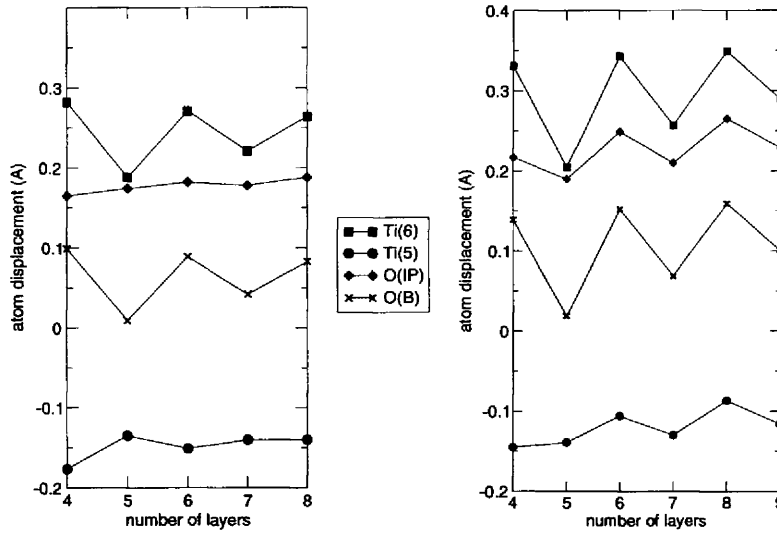 0.3
0.2
0.1
0
-0.1
-0.2
atom displacement (A)
4 5 6 7 8
number of layers
Ti(6)
Ti(5)
O(IP)
O(B)
0.4
0.3
0.2
0.1
0
-0.1
-0.2
atom displacement (A)
4 5 6 7 8
number of layers